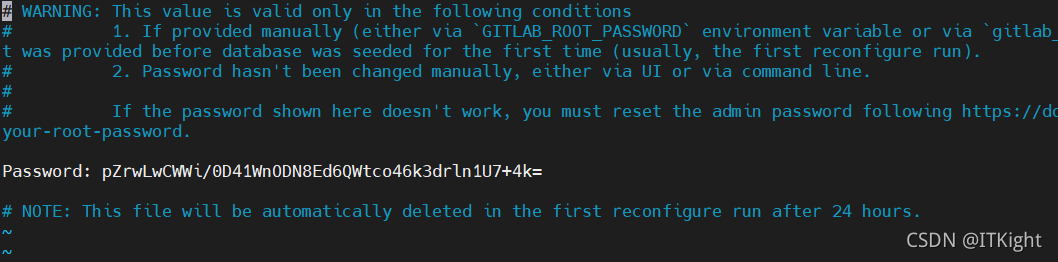 # WARNING: This value is valid only in the following conditions
#          1. If provided manually (either via `GITLAB_ROOT_PASSWORD` environment variable or via `gitlab_
t was provided before database was seeded for the first time (usually, the first reconfigure run).
#          2. Password hasn't been changed manually, either via UI or via command line.
#
#          If the password shown here doesn't work, you must reset the admin password following https://do
your-root-password.
Password: pZrwLwCWWi/0D41WnODN8Ed6QWtco46k3drln1U7+4k=
# NOTE: This file will be automatically deleted in the first reconfigure run after 24 hours.
~
~
CSDN @ITKight